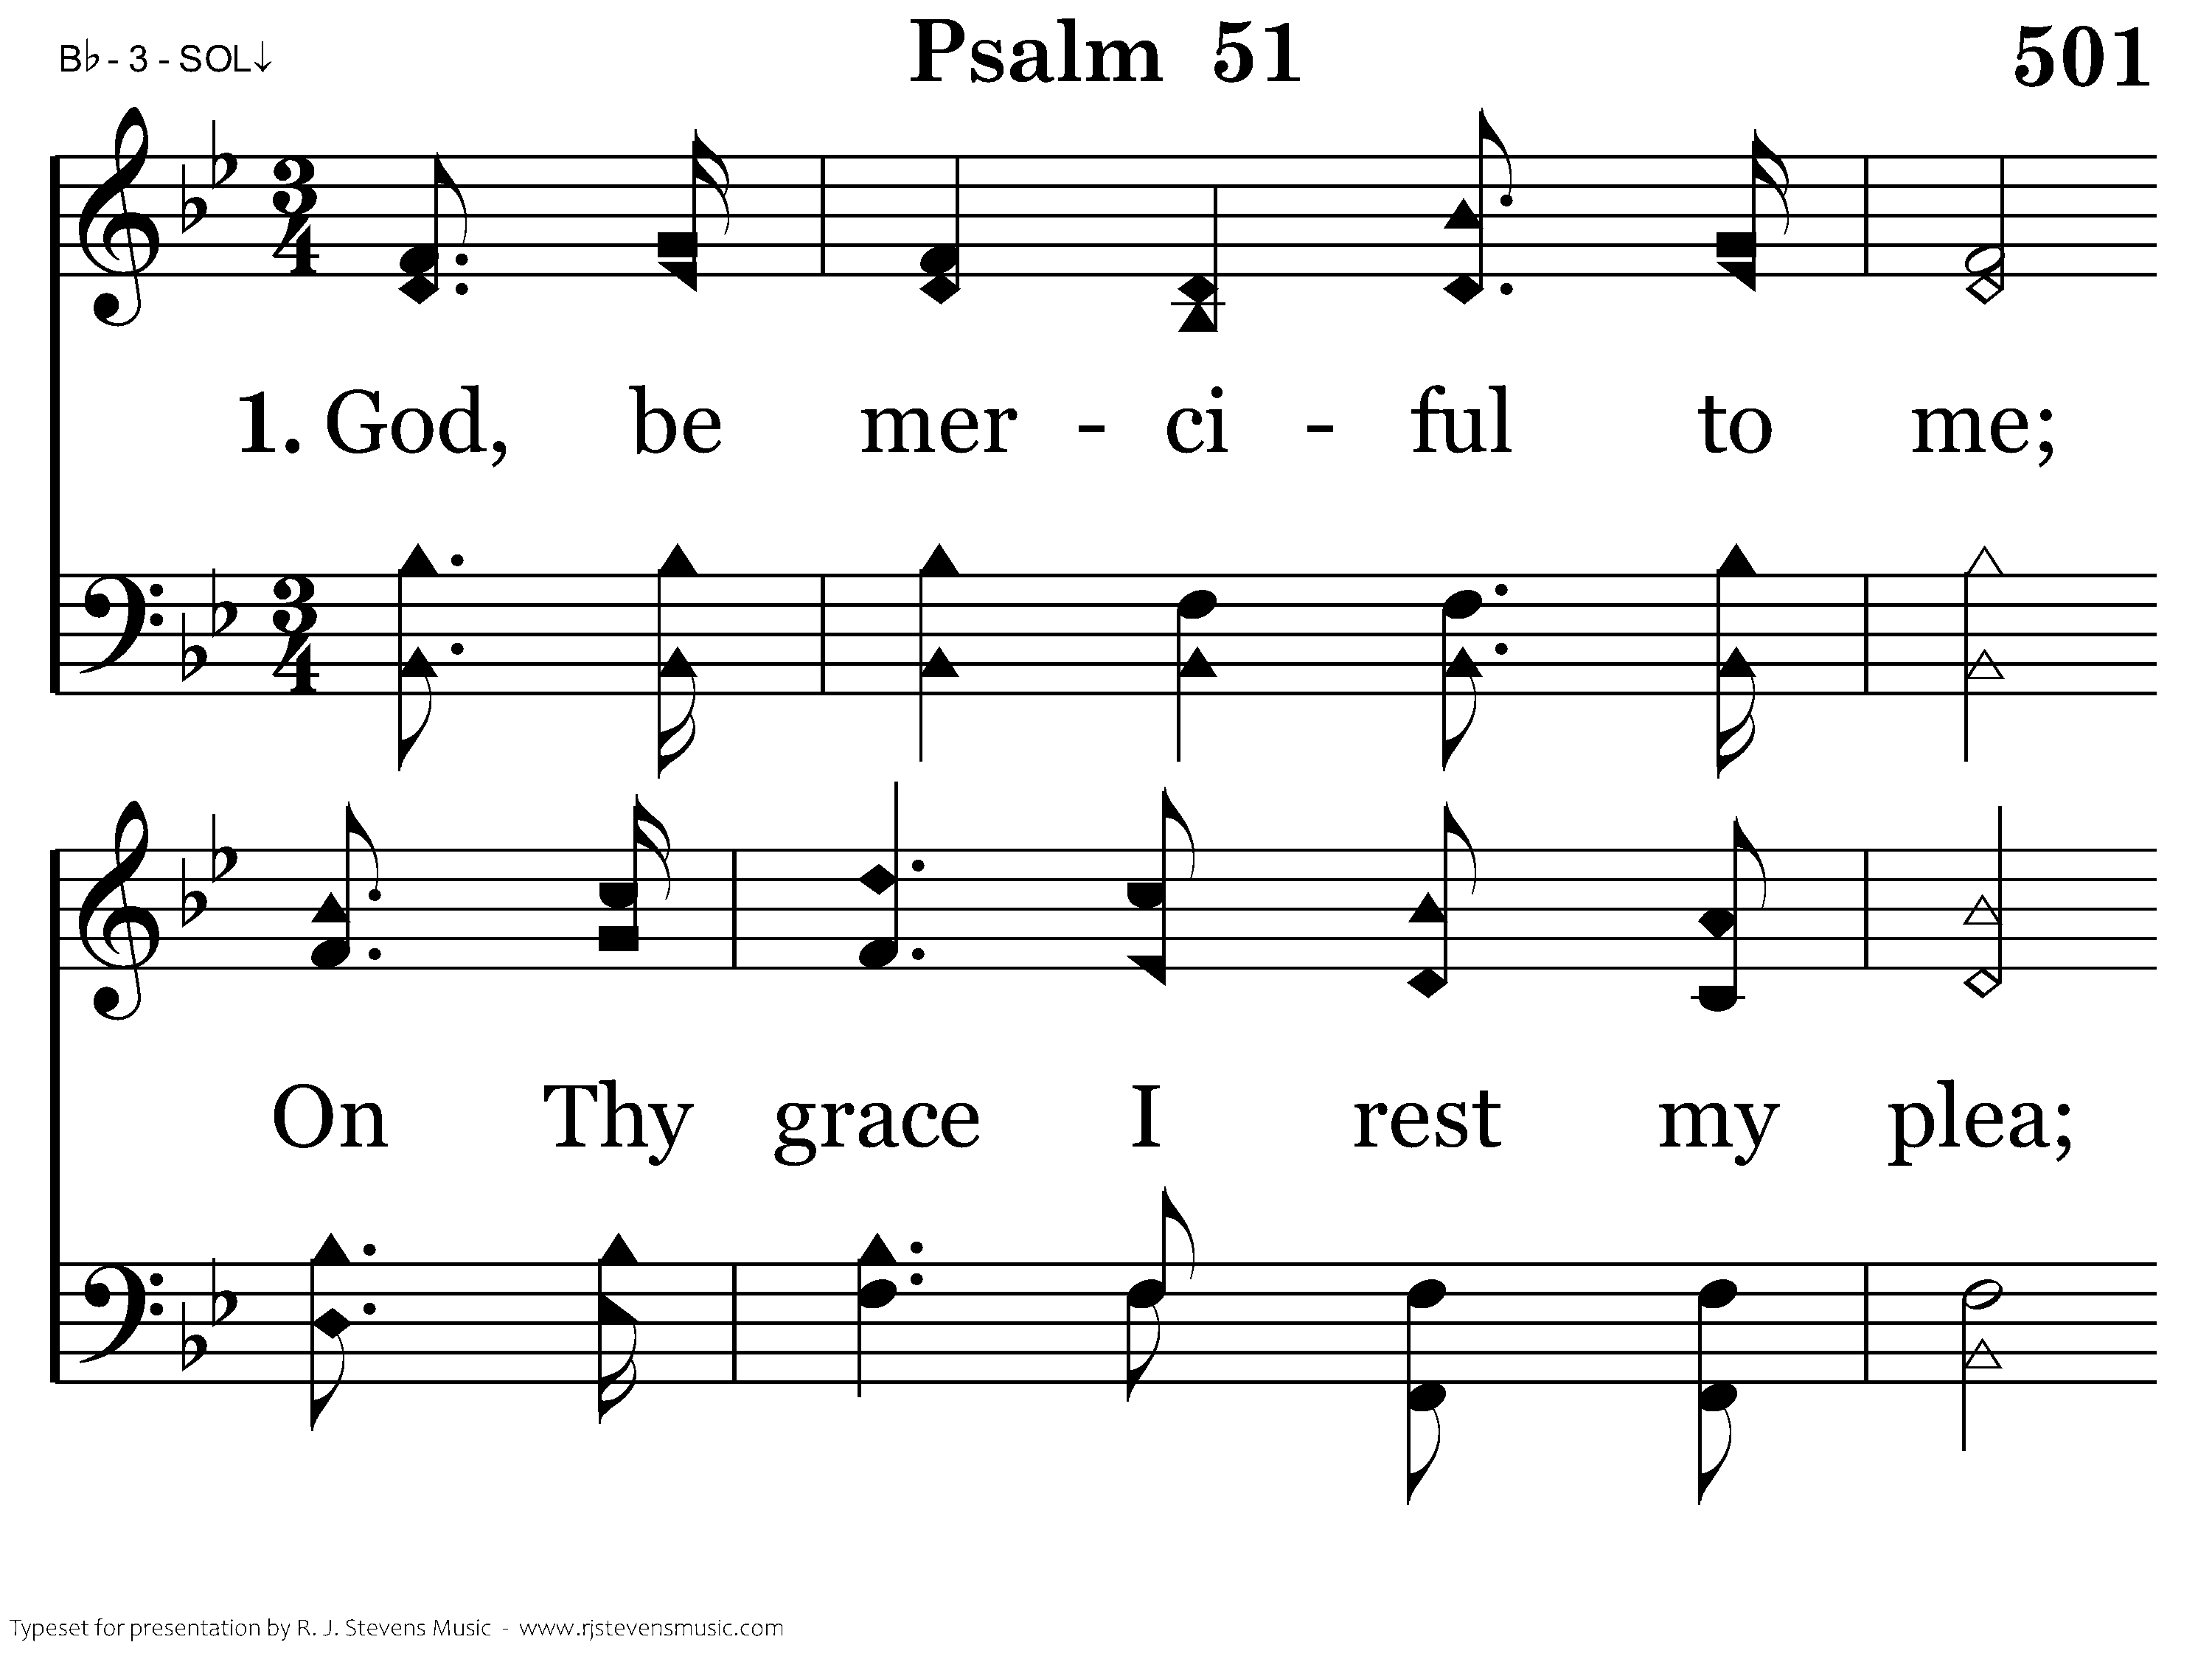 B♭ - 3 - SOL↓ Psalm 51 501
1. God, be mer - ci - ful to me;
On Thy grace I rest my plea;
Typeset for presentation by R. J. Stevens Music - www.rjstevensmusic.com